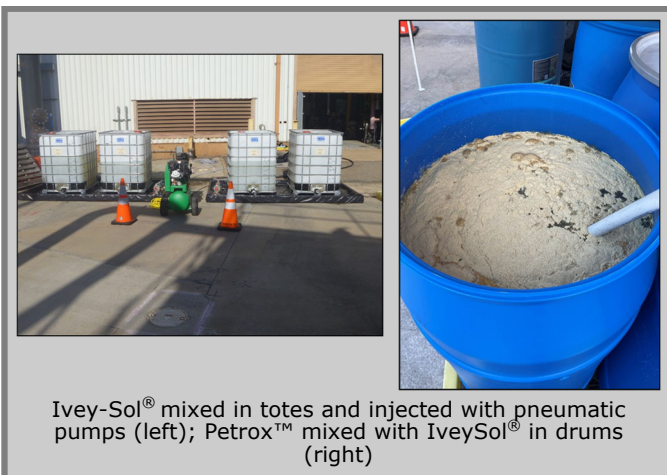 Ivey-Sol® mixed in totes and injected with pneumatic
pumps (left); Petrox™ mixed with IveySol® in drums
(right)